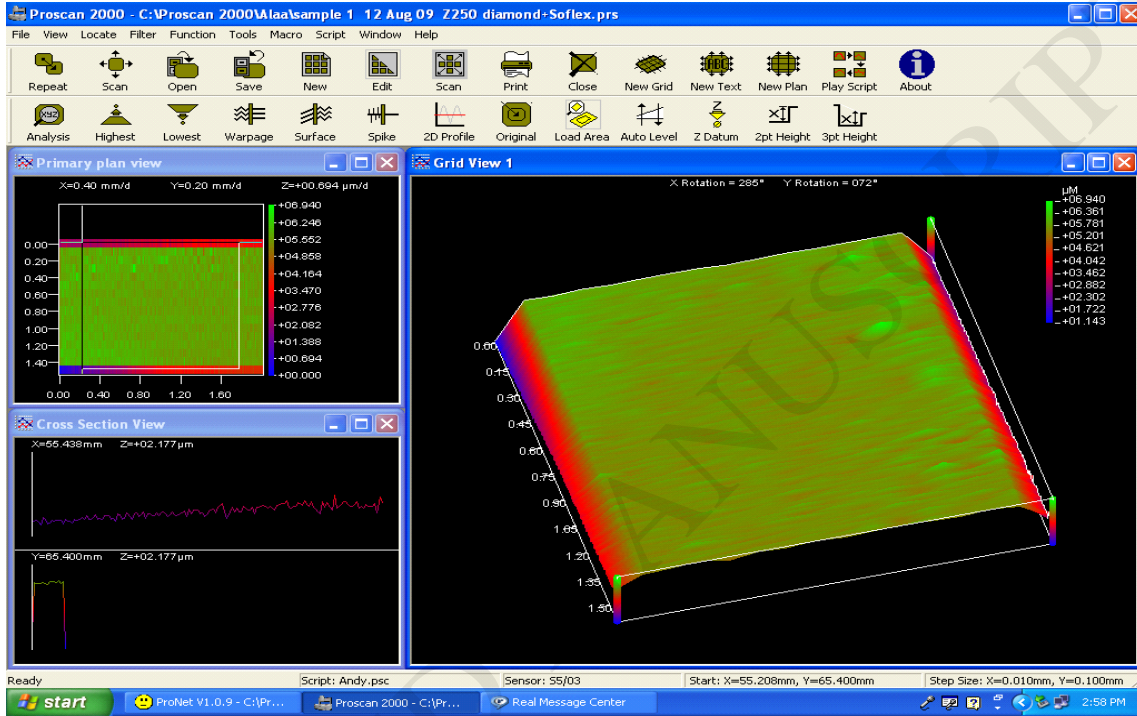 Proscan 2000 - C:\Proscan 2000\Alaa\sample 1 12 Aug 09 Z250 diamond+Soflex.prs
File View Locate Filter Function Tools Macro Script Window Help
Repeat Scan Open Save New Edit Scan Print Close New Grid New Text New Plan Play Script About
Analysis Highest Lowest Warpage Surface Spike 2D Profile Original Load Area Auto Level Z Datum 2pt Height 3pt Height
Primary plan view
X=0.40 mm/d Y=0.20 mm/d Z=+00.694 µm/d
+06.940
+06.246
+05.552
+04.858
+04.164
+03.470
+02.776
+02.082
+01.388
+00.694
+00.000
0.00
0.20
0.40
0.60
0.80
1.00
1.20
1.40
0.00 0.40 0.80 1.20 1.60
Cross Section View
X=55.438mm Z=+02.177µm
Y=65.400mm Z=+02.177µm
Grid View 1
X Rotation = 285° Y Rotation = 072°
µM
+06.940
+06.361
+05.781
+05.201
+04.621
+04.042
+03.462
+02.882
+02.302
+01.722
+01.143
0.00
0.15
0.30
0.45
0.60
0.75
0.90
1.05
1.20
1.35
1.50
ANUSCRIP
Ready Script: Andy.psc Sensor: S5/03 Start: X=55.208mm, Y=65.400mm Step Size: X=0.010mm, Y=0.100mm
start ProNet V1.0.9 - C:\Pr... Proscan 2000 - C:\Pr... Real Message Center 2:58 PM